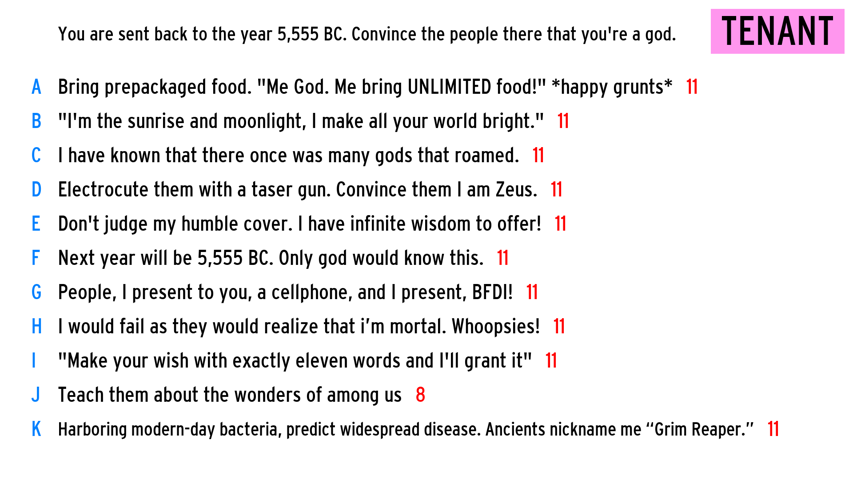 You are sent back to the year 5,555 BC. Convince the people there that you're a god.
TENANT
A Bring prepackaged food. "Me God. Me bring UNLIMITED food!" *happy grunts* 11
B "I'm the sunrise and moonlight, I make all your world bright." 11
C I have known that there once was many gods that roamed. 11
D Electrocute them with a taser gun. Convince them I am Zeus. 11
E Don't judge my humble cover. I have infinite wisdom to offer! 11
F Next year will be 5,555 BC. Only god would know this. 11
G People, I present to you, a cellphone, and I present, BFDI! 11
H I would fail as they would realize that i’m mortal. Whoopsies! 11
I "Make your wish with exactly eleven words and I'll grant it" 11
J Teach them about the wonders of among us 8
K Harboring modern-day bacteria, predict widespread disease. Ancients nickname me “Grim Reaper.” 11